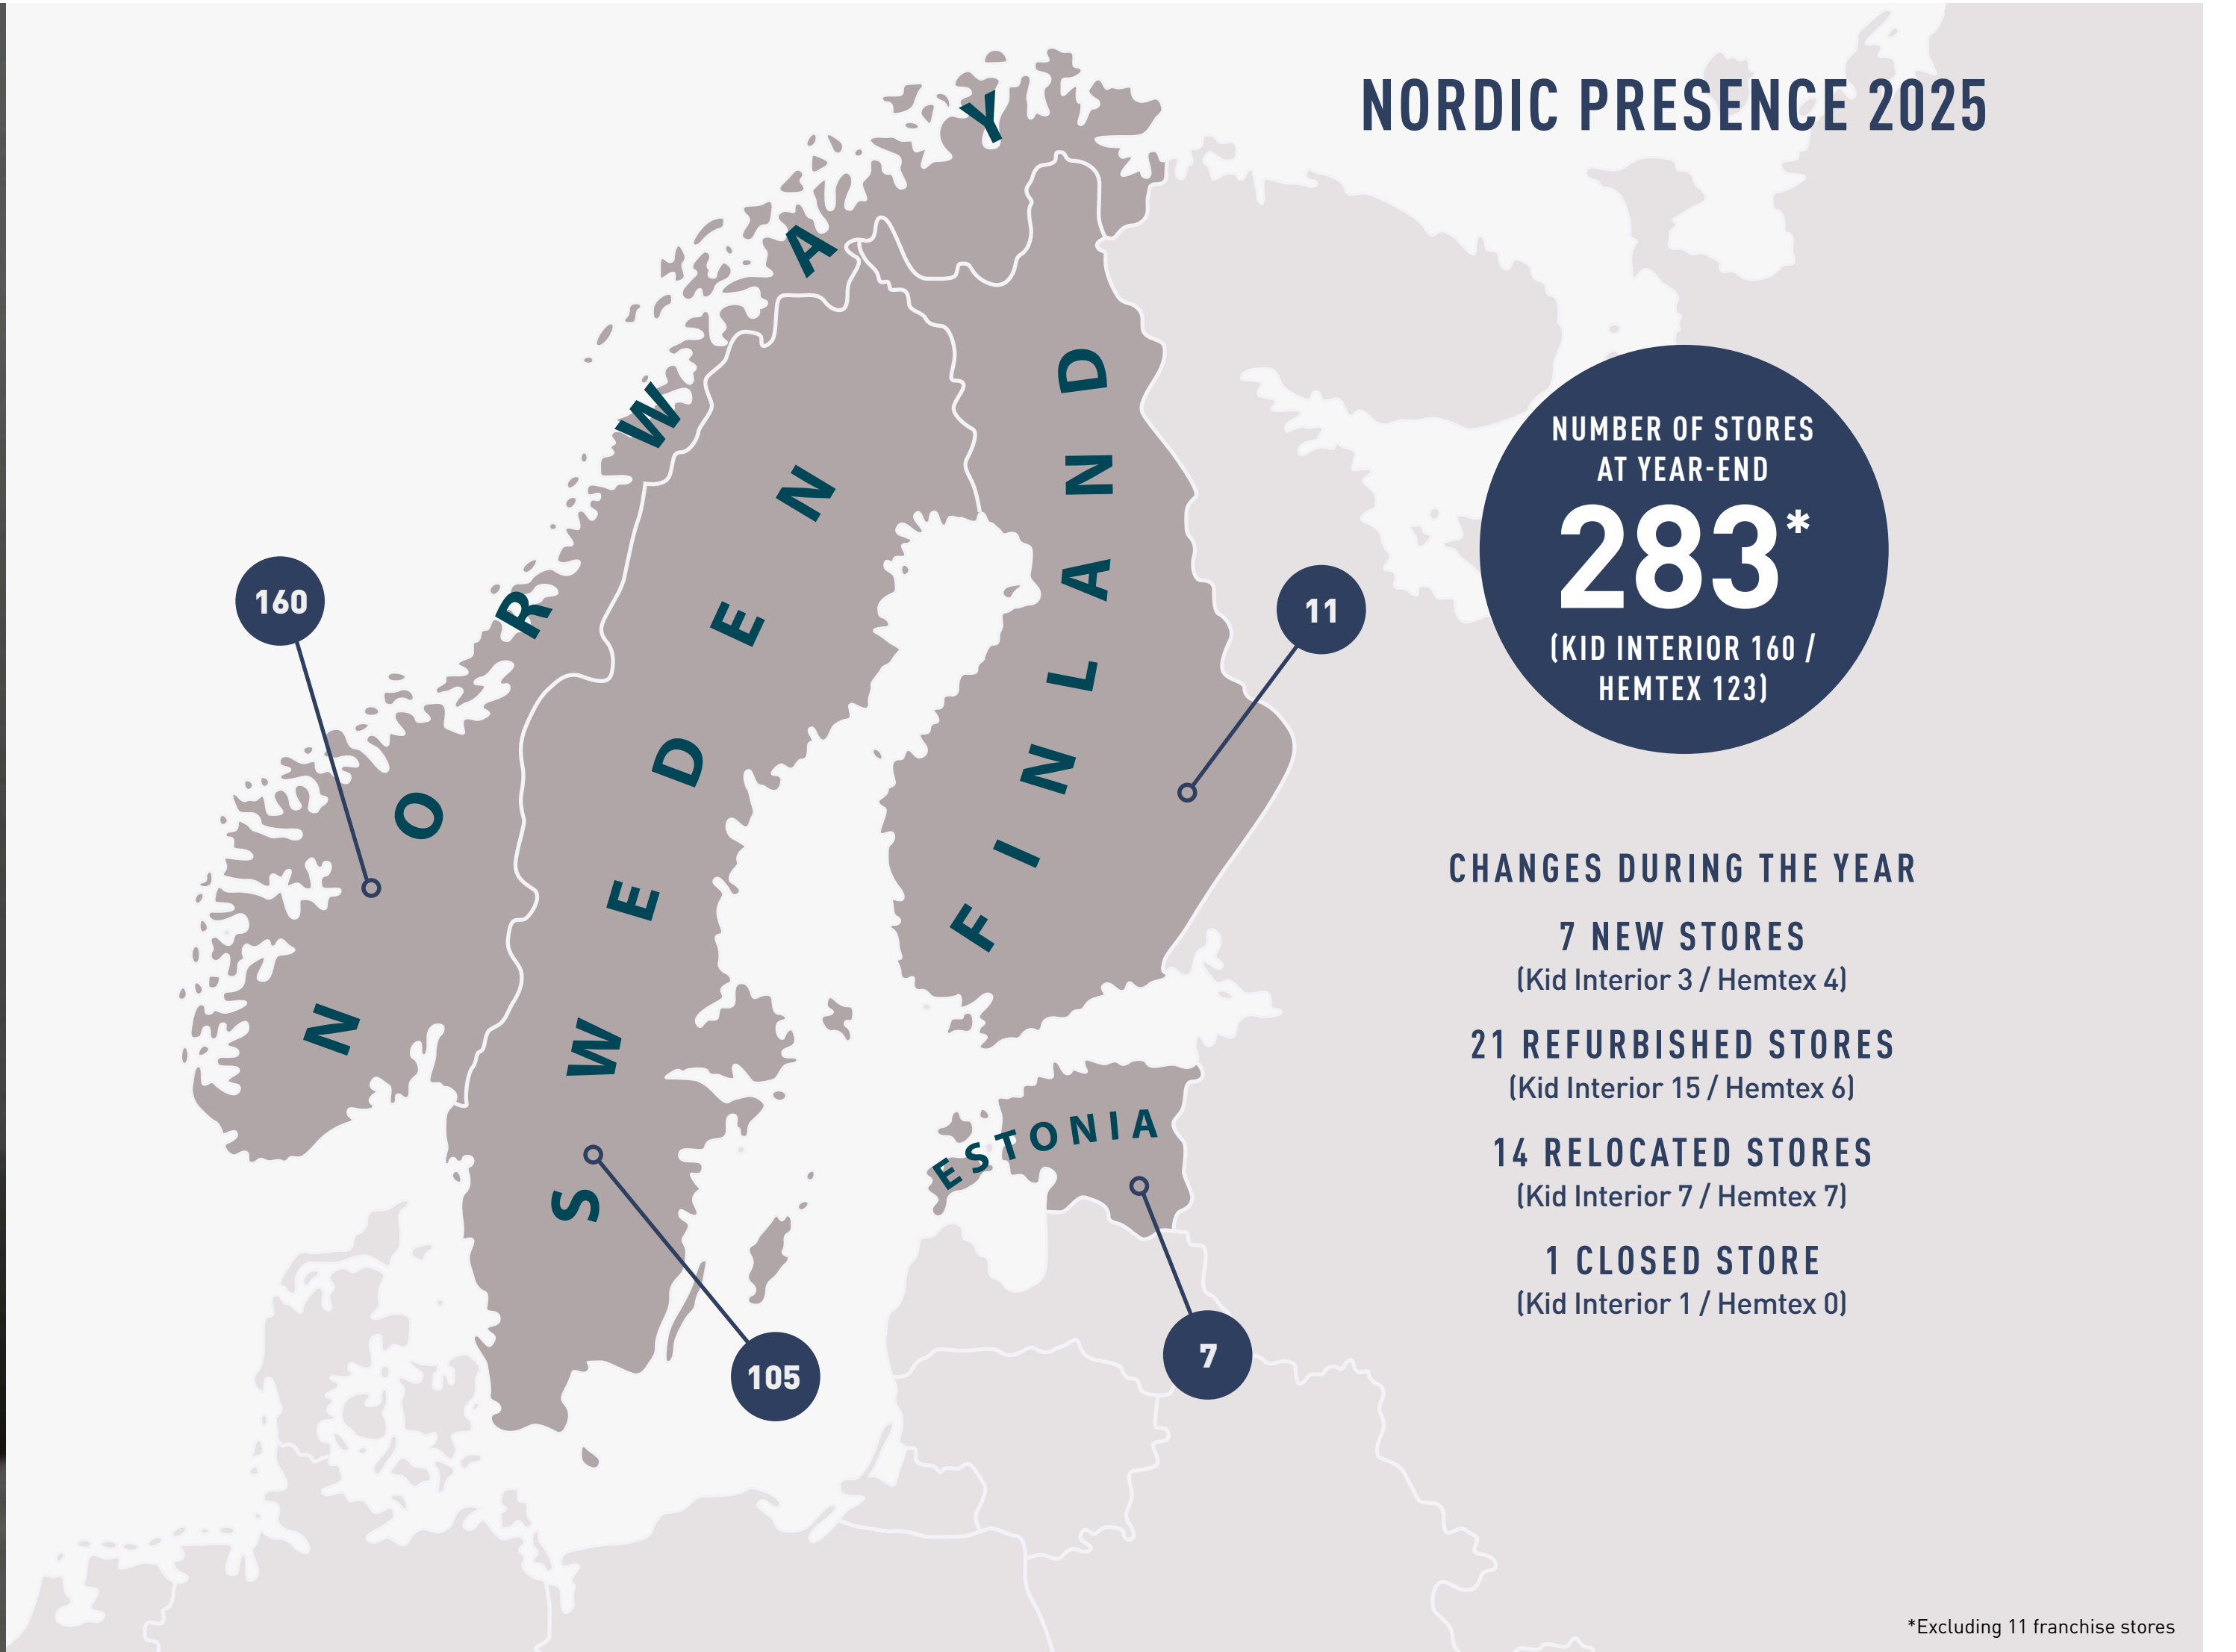 NORDIC PRESENCE 2025
NORWAY
SWEDEN
FINLAND
ESTONIA
160
11
105
7
NUMBER OF STORES
AT YEAR-END
283*
(KID INTERIOR 160 /
HEMTEX 123)
CHANGES DURING THE YEAR
7 NEW STORES
(Kid Interior 3 / Hemtex 4)
21 REFURBISHED STORES
(Kid Interior 15 / Hemtex 6)
14 RELOCATED STORES
(Kid Interior 7 / Hemtex 7)
1 CLOSED STORE
(Kid Interior 1 / Hemtex 0)
*Excluding 11 franchise stores